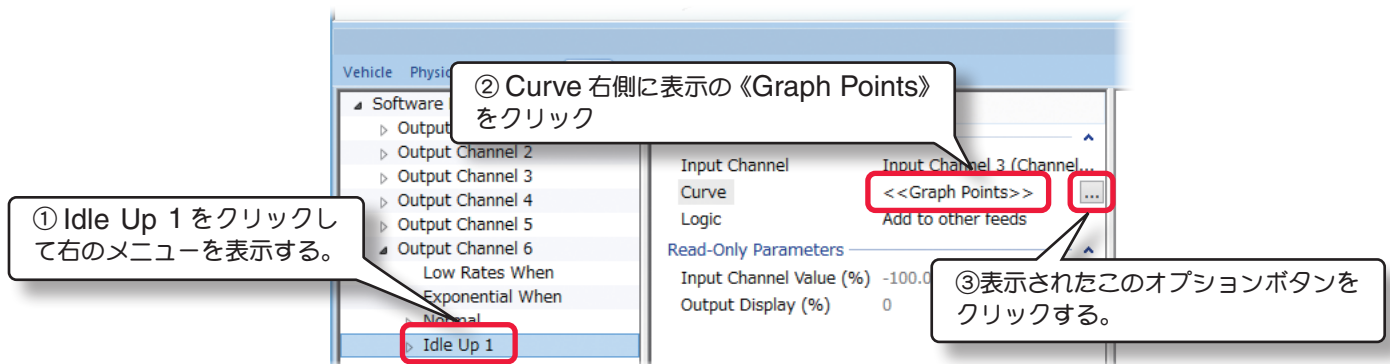 Vehicle Physic
② Curve 右側に表示の《Graph Points》
をクリック
Software
Output
Output Channel 2
Output Channel 3
Output Channel 4
Output Channel 5
Output Channel 6
Low Rates When
Exponential When
Normal
Idle Up 1
① Idle Up 1 をクリックし
て右のメニューを表示する。
Input Channel Input Channel 3 (Channel...
Curve <<Graph Points>> ...
Logic Add to other feeds
Read-Only Parameters
Input Channel Value (%) -100.0
Output Display (%) 0
③表示されたこのオプションボタンを
クリックする。